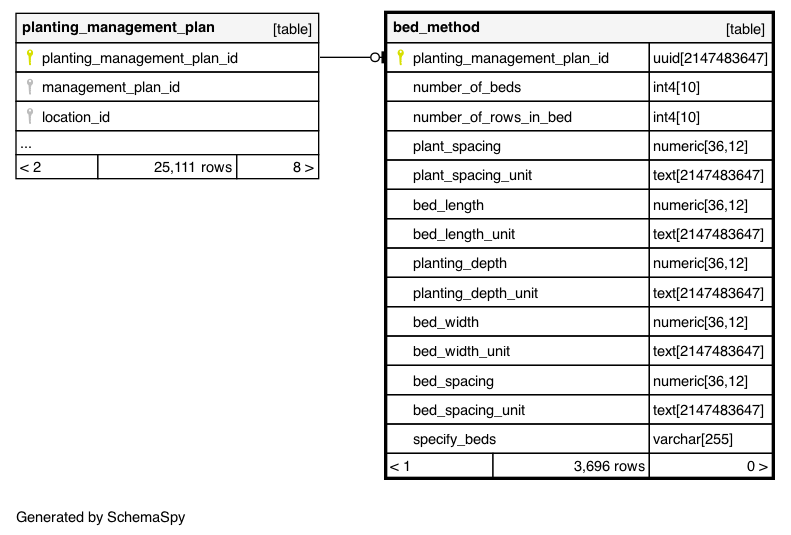 planting_management_plan [table]
planting_management_plan_id
management_plan_id
location_id
...
< 2 25,111 rows 8 >
bed_method [table]
planting_management_plan_id uuid[2147483647]
number_of_beds int4[10]
number_of_rows_in_bed int4[10]
plant_spacing numeric[36,12]
plant_spacing_unit text[2147483647]
bed_length numeric[36,12]
bed_length_unit text[2147483647]
planting_depth numeric[36,12]
planting_depth_unit text[2147483647]
bed_width numeric[36,12]
bed_width_unit text[2147483647]
bed_spacing numeric[36,12]
bed_spacing_unit text[2147483647]
specify_beds varchar[255]
< 1 3,696 rows 0 >
Generated by SchemaSpy